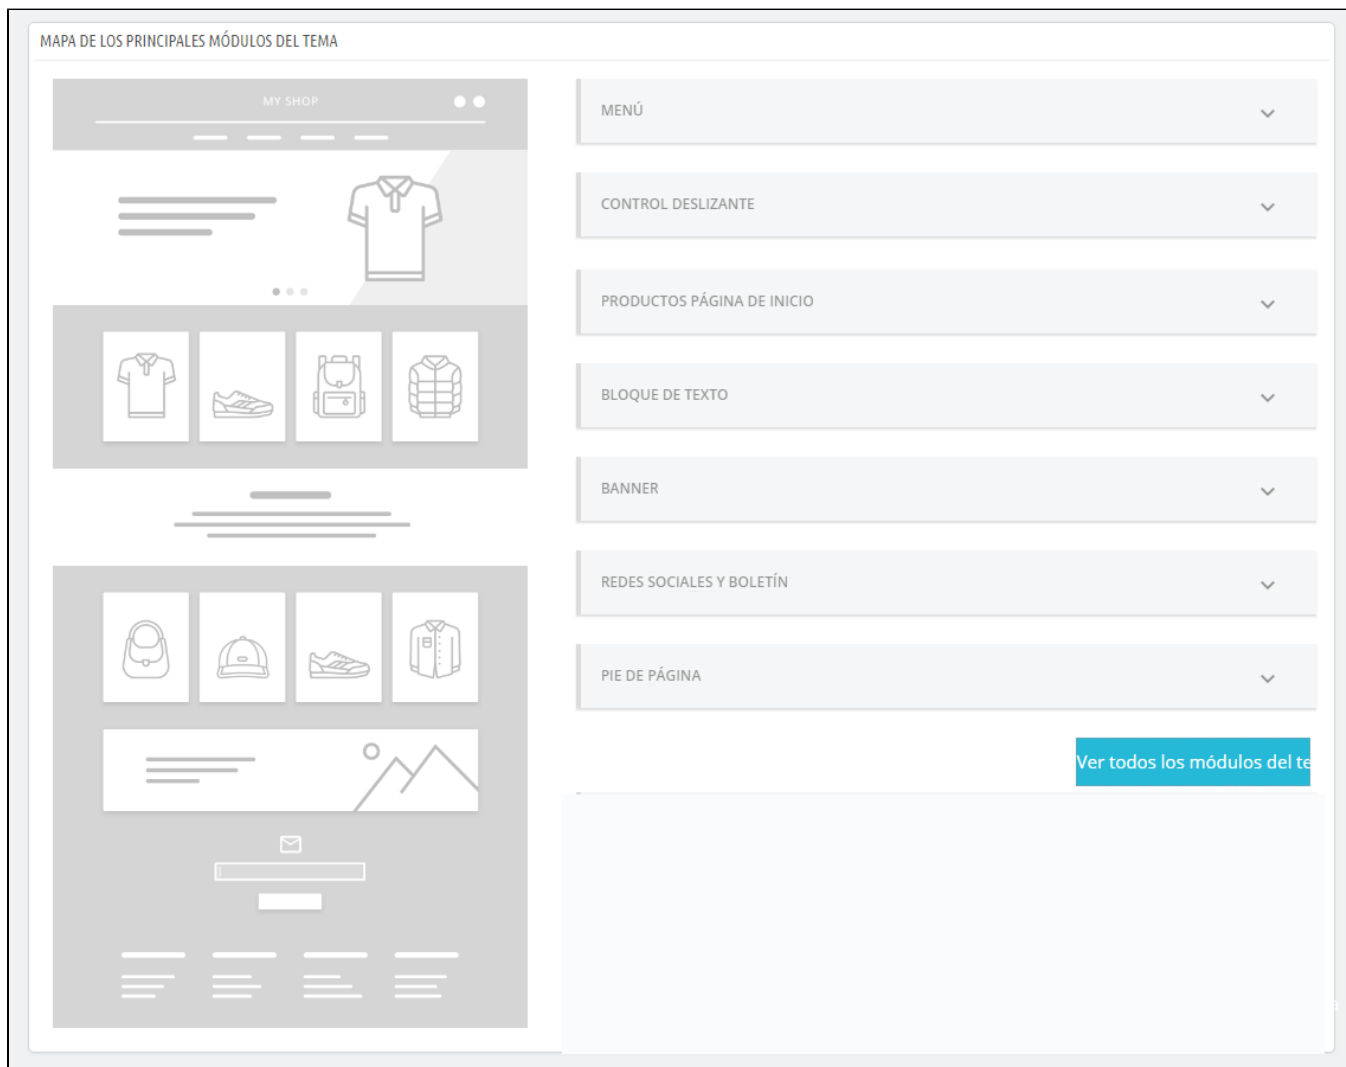 MAPA DE LOS PRINCIPALES MÓDULOS DEL TEMA
MY SHOP
MENÚ
CONTROL DESLIZANTE
PRODUCTOS PÁGINA DE INICIO
BLOQUE DE TEXTO
BANNER
REDES SOCIALES Y BOLETÍN
PIE DE PÁGINA
Ver todos los módulos del te